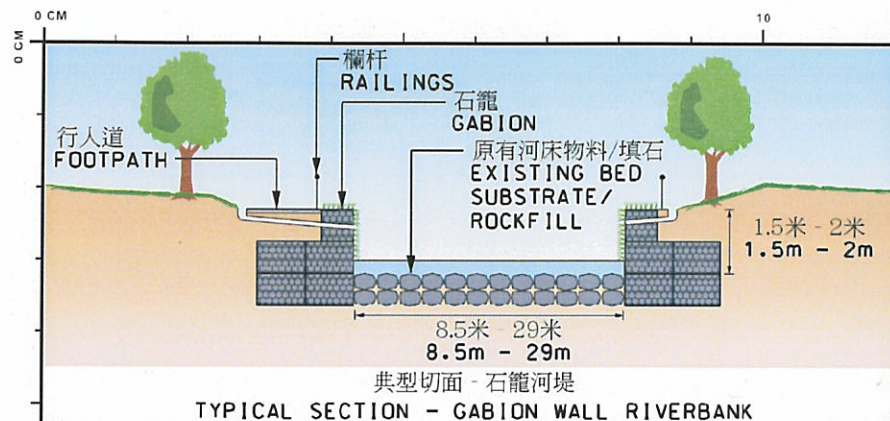 0 CM
10
0 CM
欄杆
RAILINGS
石籠
GABION
行人道
FOOTPATH
原有河床物料/填石
EXISTING BED
SUBSTRATE/
ROCKFILL
1.5米 - 2米
1.5m - 2m
8.5米 - 29米
8.5m - 29m
典型切面 - 石籠河堤
TYPICAL SECTION - GABION WALL RIVERBANK